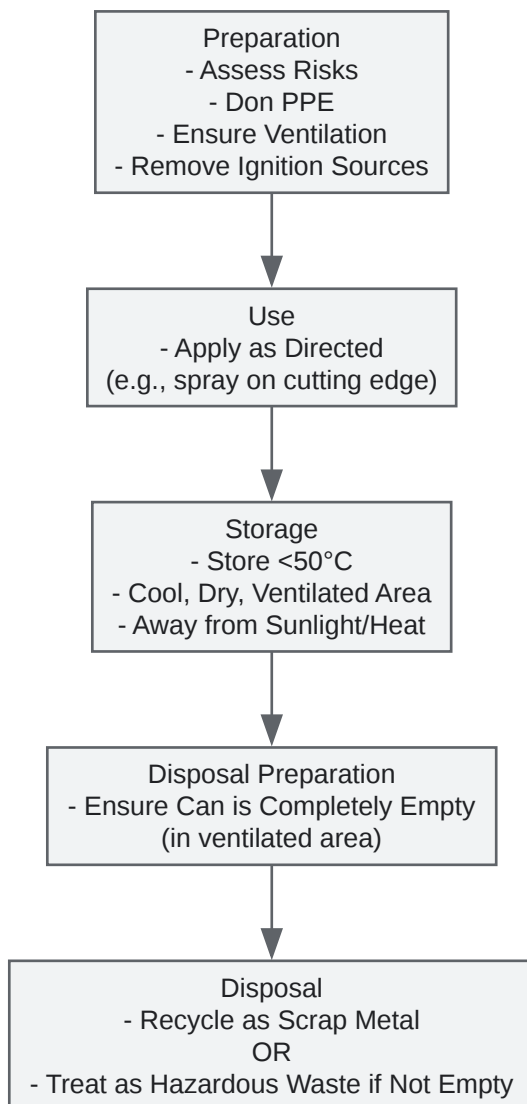 Preparation
- Assess Risks
- Don PPE
- Ensure Ventilation
- Remove Ignition Sources
Use
- Apply as Directed
(e.g., spray on cutting edge)
Storage
- Store <50°C
- Cool, Dry, Ventilated Area
- Away from Sunlight/Heat
Disposal Preparation
- Ensure Can is Completely Empty
(in ventilated area)
Disposal
- Recycle as Scrap Metal
OR
- Treat as Hazardous Waste if Not Empty